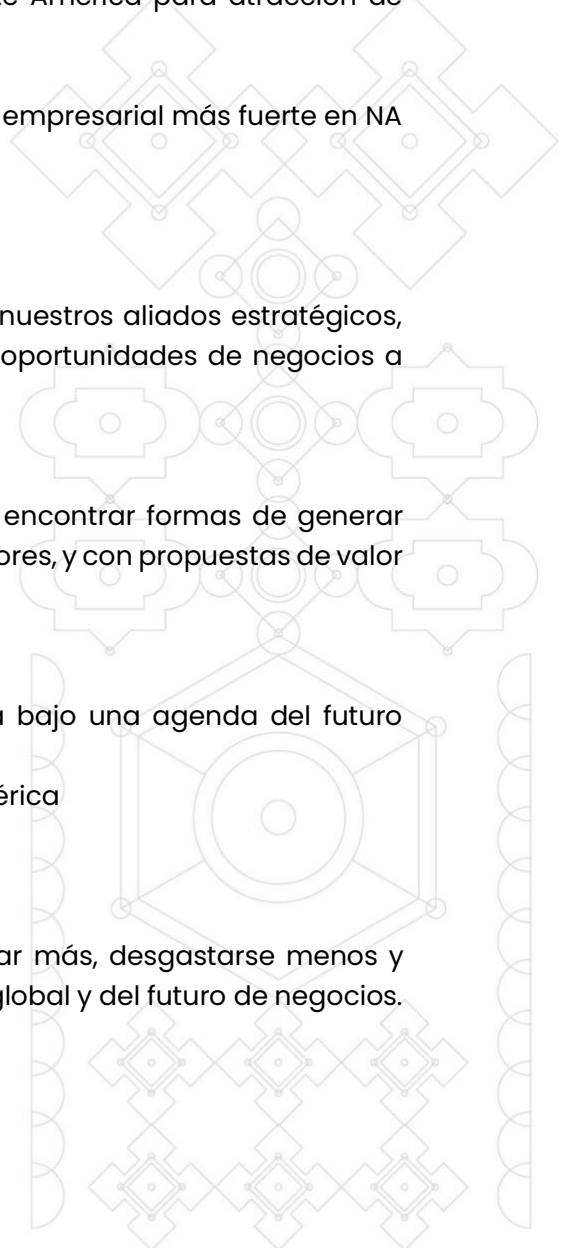 América para atracción de
empresarial más fuerte en NA
nuestros aliados estratégicos,
oportunidades de negocios a
encontrar formas de generar
ores, y con propuestas de valor
bajo una agenda del futuro
érica
ar más, desgastarse menos y
global y del futuro de negocios.